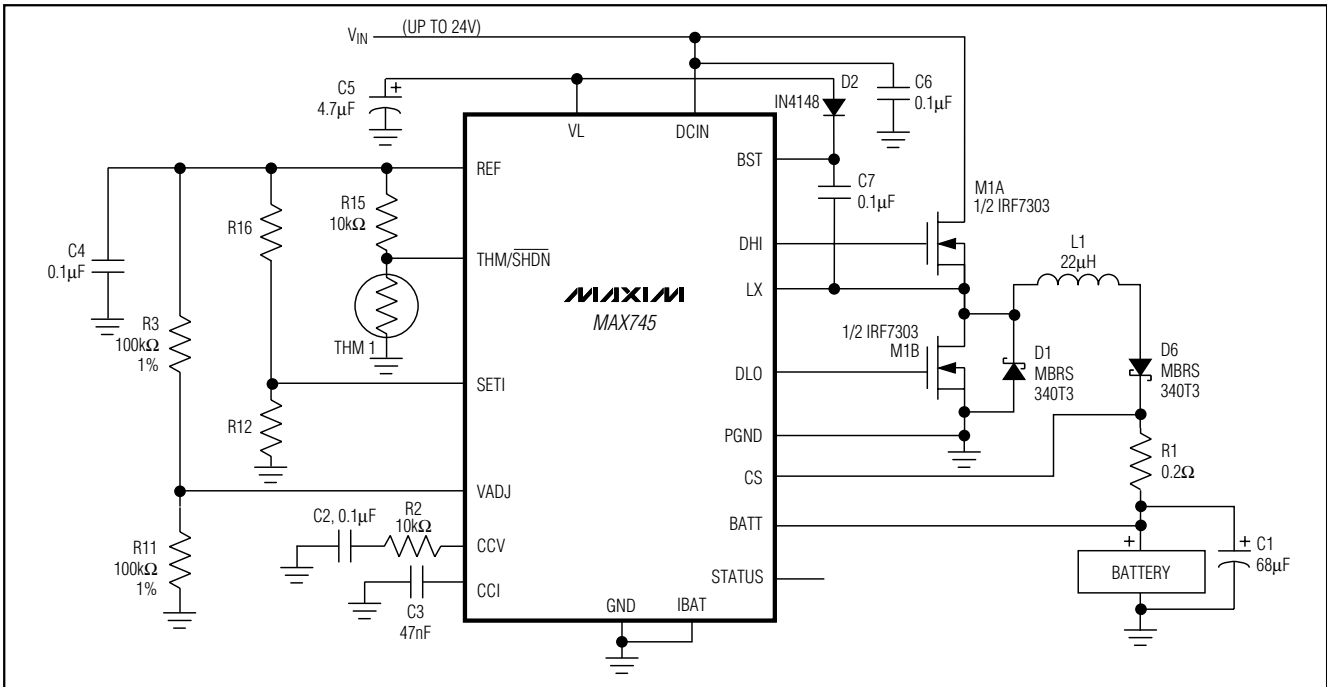 VIN (UP TO 24V)
C5
+
4.7µF
D2
IN4148
C6
0.1µF
VL
DCIN
REF
BST
C7
0.1µF
M1A
1/2 IRF7303
R15
10kΩ
R16
C4
0.1µF
THM/SHDN
DHI
L1
22µH
MAXIM
MAX745
LX
R3
100kΩ
1%
THM 1
1/2 IRF7303
M1B
D1
MBRS
340T3
D6
MBRS
340T3
SETI
DLO
R12
PGND
R1
0.2Ω
CS
VADJ
C2, 0.1µF
R2
10kΩ
CCV
BATT
R11
100kΩ
1%
+
+
C1
68µF
BATTERY
STATUS
CCI
C3
47nF
GND
IBAT